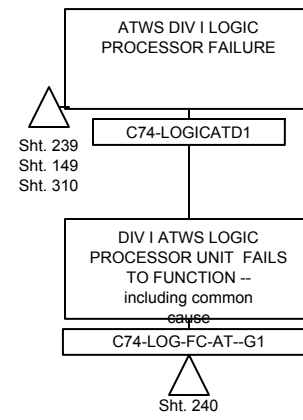 ATWS DIV I LOGIC
PROCESSOR FAILURE
C74-LOGICATD1
Sht. 239
Sht. 149
Sht. 310
DIV I ATWS LOGIC
PROCESSOR UNIT FAILS
TO FUNCTION --
including common
cause
C74-LOG-FC-AT--G1
Sht. 240